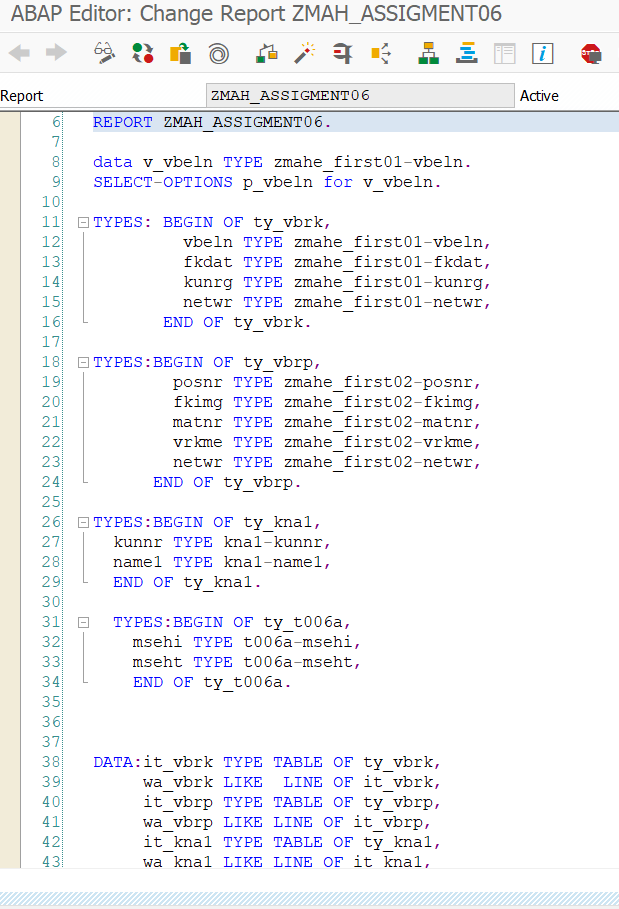 ABAP Editor: Change Report ZMAH_ASSIGMENT06
Report ZMAH_ASSIGMENT06 Active
6 REPORT ZMAH_ASSIGMENT06.
7
8 data v_vbeln TYPE zmahe_first01-vbeln.
9 SELECT-OPTIONS p_vbeln for v_vbeln.
10
11 TYPES: BEGIN OF ty_vbrk,
12 vbeln TYPE zmahe_first01-vbeln,
13 fkdat TYPE zmahe_first01-fkdat,
14 kunrg TYPE zmahe_first01-kunrg,
15 netwr TYPE zmahe_first01-netwr,
16 END OF ty_vbrk.
17
18 TYPES:BEGIN OF ty_vbrp,
19 posnr TYPE zmahe_first02-posnr,
20 fkimg TYPE zmahe_first02-fkimg,
21 matnr TYPE zmahe_first02-matnr,
22 vrkme TYPE zmahe_first02-vrkme,
23 netwr TYPE zmahe_first02-netwr,
24 END OF ty_vbrp.
25
26 TYPES:BEGIN OF ty_kna1,
27 kunnr TYPE kna1-kunnr,
28 name1 TYPE kna1-name1,
29 END OF ty_kna1.
30
31 TYPES:BEGIN OF ty_t006a,
32 msehi TYPE t006a-msehi,
33 mseht TYPE t006a-mseht,
34 END OF ty_t006a.
35
36
37
38 DATA:it_vbrk TYPE TABLE OF ty_vbrk,
39 wa_vbrk LIKE  LINE OF it_vbrk,
40 it_vbrp TYPE TABLE OF ty_vbrp,
41 wa_vbrp LIKE LINE OF it_vbrp,
42 it_kna1 TYPE TABLE OF ty_kna1,
43 wa_kna1 LIKE LINE OF it_kna1,